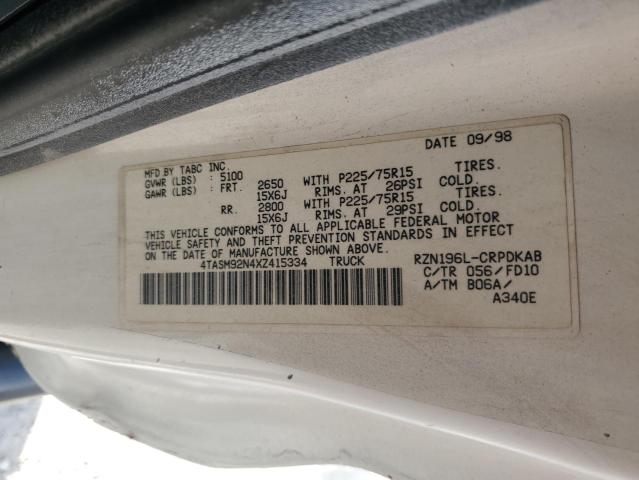 DATE 09/98
MFD.BY TABC INC.
GVWR (LBS) : 5100
GAWR (LBS) : FRT. 2650 WITH P225/75R15 TIRES.
15X6J RIMS. AT 26PSI COLD.
RR. 2800 WITH P225/75R15 TIRES.
15X6J RIMS. AT 29PSI COLD.
THIS VEHICLE CONFORMS TO ALL APPLICABLE FEDERAL MOTOR
VEHICLE SAFETY AND THEFT PREVENTION STANDARDS IN EFFECT
ON THE DATE OF MANUFACTURE SHOWN ABOVE.
4TASM92N4XZ415334 TRUCK RZN196L-CRPDKAB
C/TR 056/FD10
A/TM B06A/
A340E